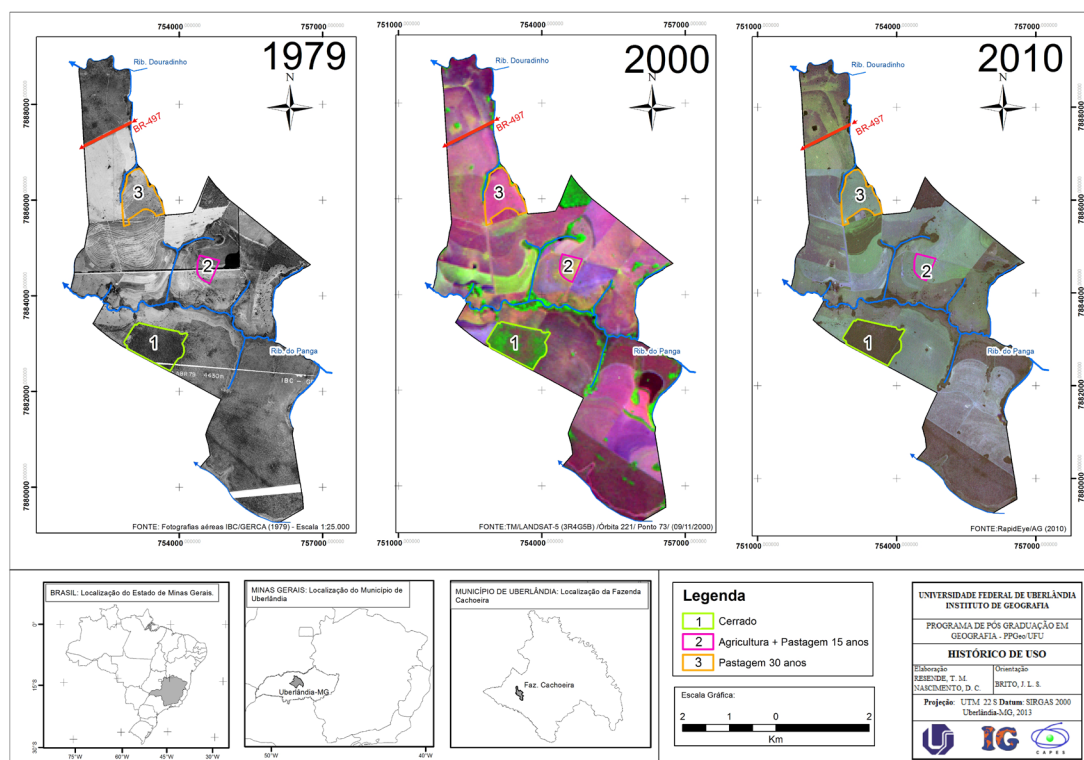 754000
757000
751000
754000
757000
751000
754000
757000
1979
2000
2010
N
N
N
Rib. Douradinho
Rib. Douradinho
Rib. Douradinho
BR-497
BR-497
BR-497
7888000
7886000
7884000
7882000
7880000
7888000
7886000
7884000
7882000
7880000
3
2
1
3
2
1
3
2
1
Rib. do Panga
Rib. do Panga
Rib. do Panga
4450m
IBC
FONTE: Fotografias aéreas IBC/GERCA (1979) - Escala 1:25.000
FONTE:TM/LANDSAT-5 (3R4G5B) /Órbita 221/ Ponto 73/ (09/11/2000)
FONTE:RapidEye/AG (2010)
754000
757000
751000
754000
757000
751000
754000
757000
BRASIL: Localização do Estado de Minas Gerais.
0°
15°S
30°S
75°W
60°W
45°W
30°W
MINAS GERAIS: Localização do Município de
Uberlândia
Uberlândia-MG
50°W
40°W
MUNICÍPIO DE UBERLÂNDIA: Localização da Fazenda
Cachoeira
Faz. Cachoeira
Legenda
1 Cerrado
2 Agricultura + Pastagem 15 anos
3 Pastagem 30 anos
Escala Gráfica:
2 1 0 2
Km
UNIVERSIDADE FEDERAL DE UBERLÂNDIA
INSTITUTO DE GEOGRAFIA
PROGRAMA DE PÓS GRADUAÇÃO EM
GEOGRAFIA - PPGeo/UFU
HISTÓRICO DE USO
Elaboração
RESENDE, T. M.
NASCIMENTO, D. C.
Orientação
BRITO, J. L. S.
Projeção: UTM 22 S Datum: SIRGAS 2000
Uberlândia-MG, 2013
IG
CAPES